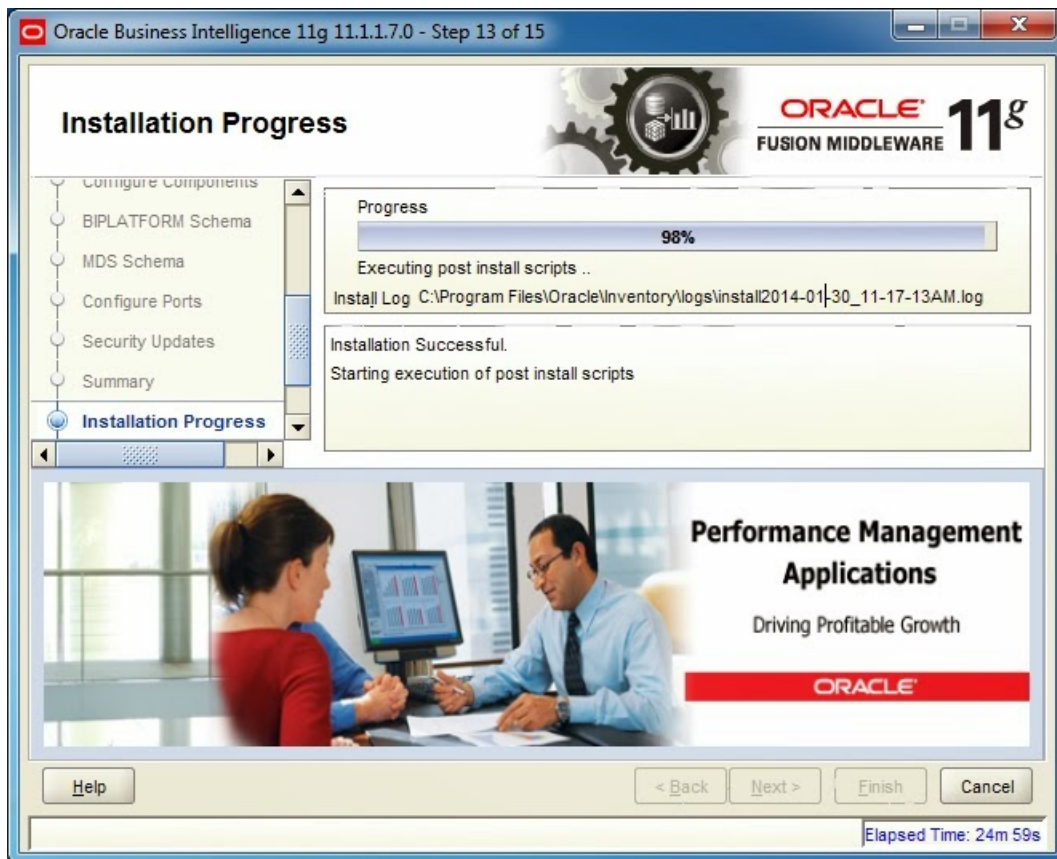 Oracle Business Intelligence 11g 11.1.1.7.0 - Step 13 of 15
Installation Progress
ORACLE
FUSION MIDDLEWARE 11g
Configure Components
BIPLATFORM Schema
MDS Schema
Configure Ports
Security Updates
Summary
Installation Progress
Progress
98%
Executing post install scripts ..
Install Log C:\Program Files\Oracle\Inventory\logs\install2014-01-30_11-17-13AM.log
Installation Successful.
Starting execution of post install scripts
Performance Management
Applications
Driving Profitable Growth
ORACLE
Help
< Back
Next >
Finish
Cancel
Elapsed Time: 24m 59s